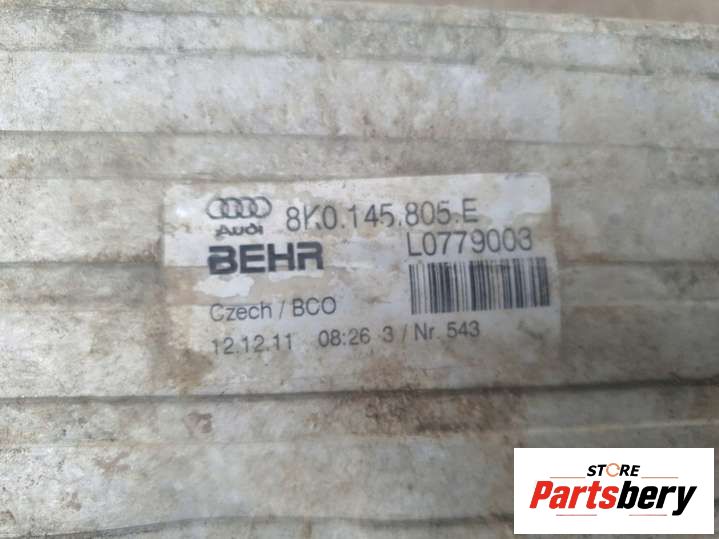 Audi
8K0.145.805.E
BEHR
L0779003
Czech / BCO
12.12.11 08:26 3 / Nr. 543
STORE
Partsbery